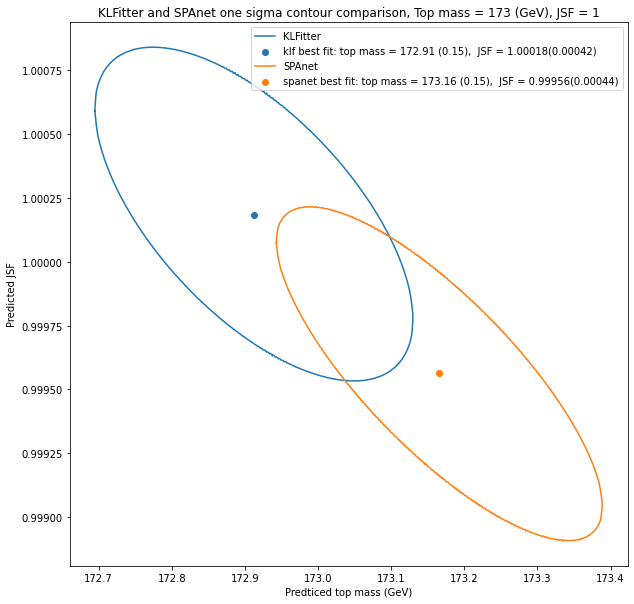 KLFitter and SPAnet one sigma contour comparison, Top mass = 173 (GeV), JSF = 1
KLFitter
klf best fit: top mass = 172.91 (0.15),  JSF = 1.00018(0.00042)
SPAnet
spanet best fit: top mass = 173.16 (0.15),  JSF = 0.99956(0.00044)
1.00075
1.00050
1.00025
1.00000
0.99975
0.99950
0.99925
0.99900
Predicted JSF
172.7 172.8 172.9 173.0 173.1 173.2 173.3 173.4
Predticed top mass (GeV)